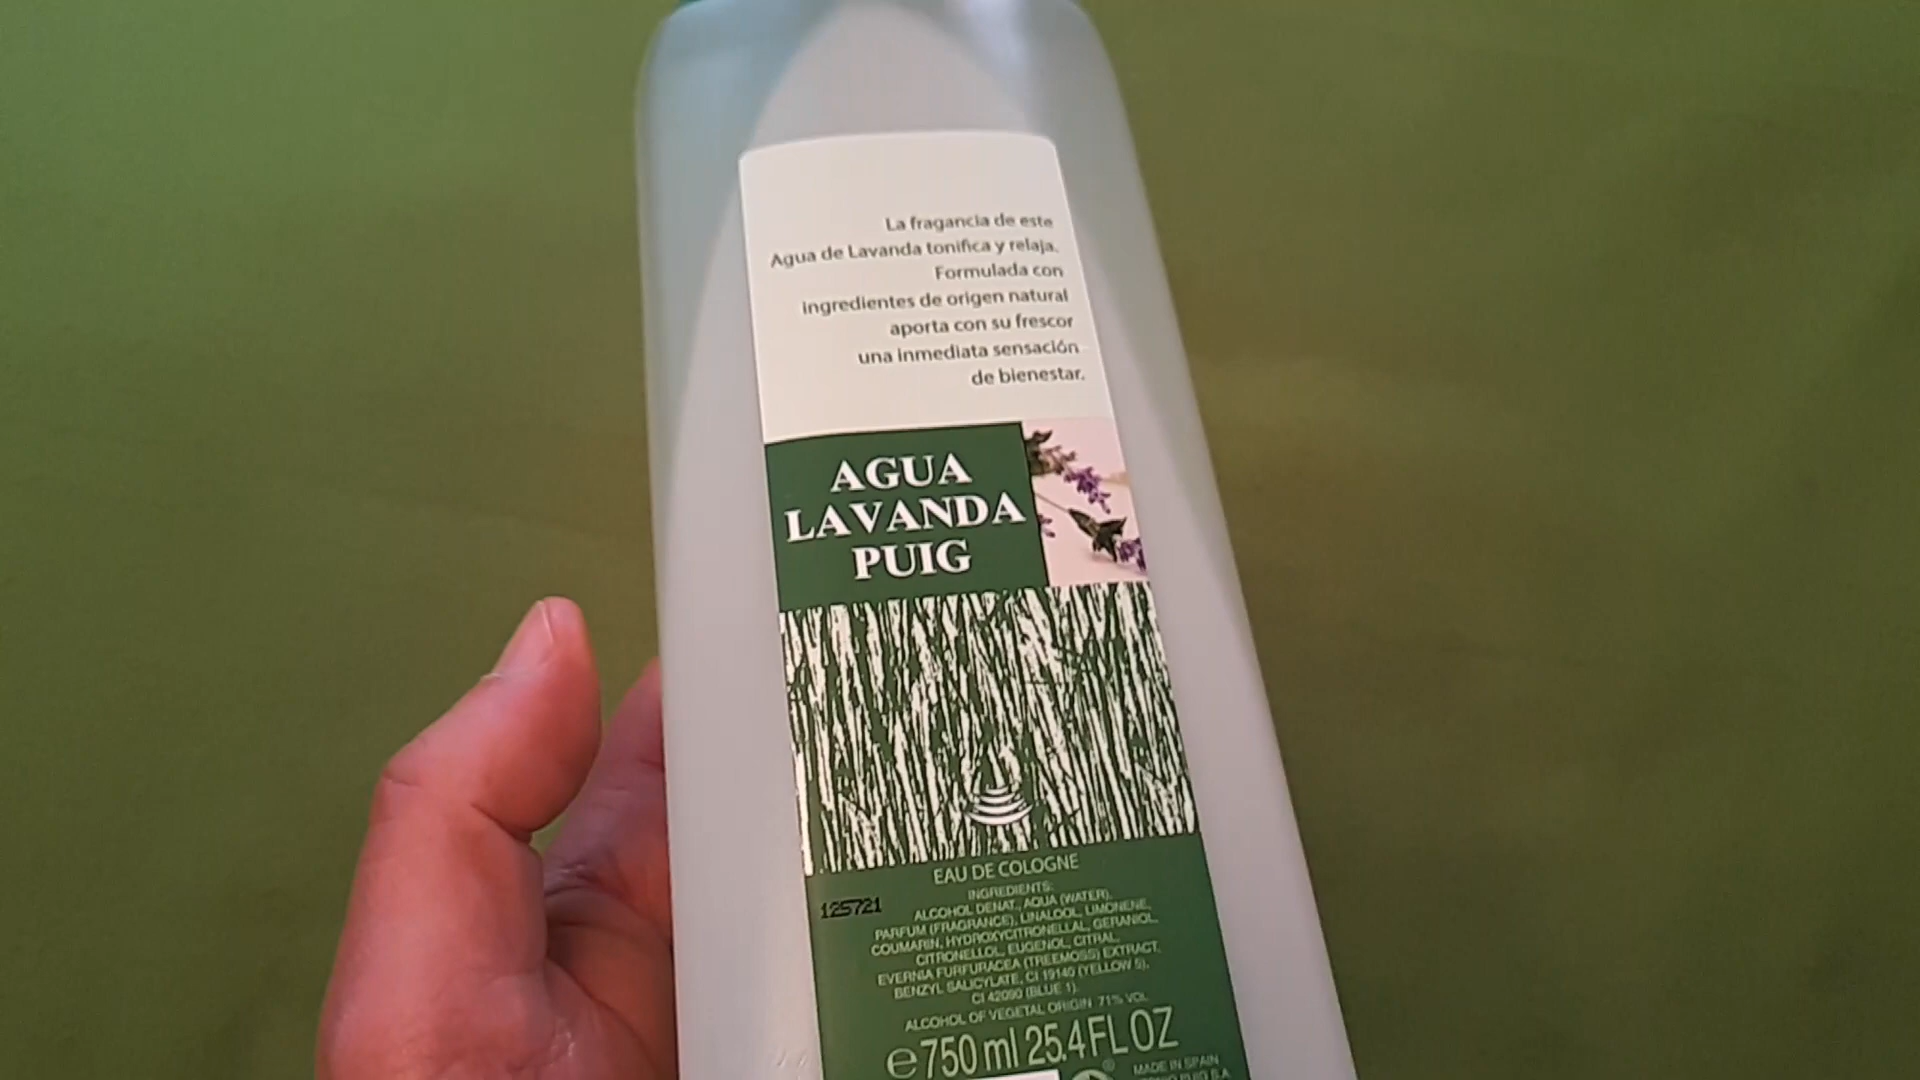 La fragancia de este
Agua de Lavanda tonifica y relaja.
Formulada con
ingredientes de origen natural
aporta con su frescor
una inmediata sensación
de bienestar.
AGUA
LAVANDA
PUIG
EAU DE COLOGNE
125721
INGREDIENTS:
ALCOHOL DENAT., AQUA (WATER),
PARFUM (FRAGRANCE), LINALOOL, LIMONENE,
COUMARIN, HYDROXYCITRONELLAL, GERANIOL,
CITRONELLOL, EUGENOL, CITRAL,
EVERNIA FURFURACEA (TREEMOSS) EXTRACT,
BENZYL SALICYLATE, CI 19140 (YELLOW 5),
CI 42090 (BLUE 1).
ALCOHOL OF VEGETAL ORIGIN 71% VOL
℮750 ml 25.4 FL OZ
MADE IN SPAIN
PUIG S.A.